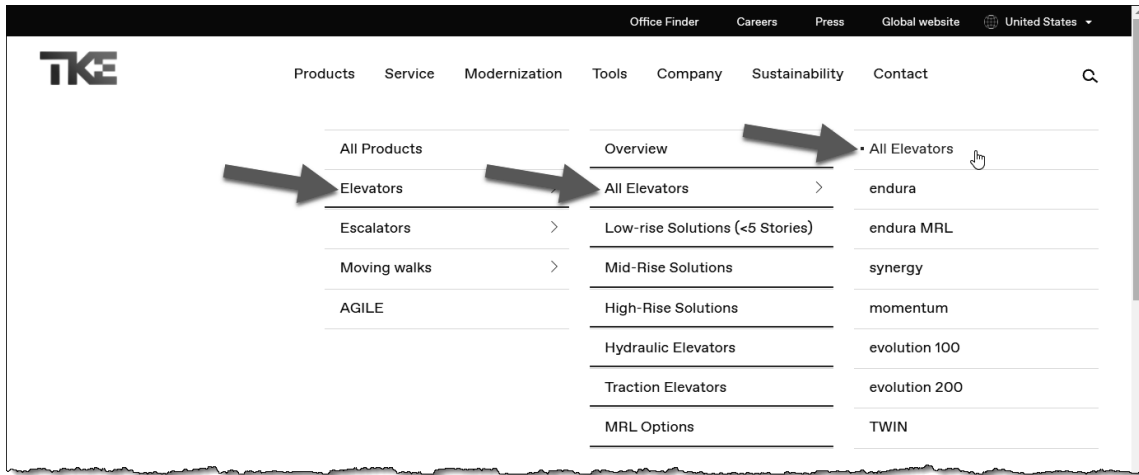 Office Finder Careers Press Global website United States
TKE
Products Service Modernization Tools Company Sustainability Contact
All Products
Elevators
Escalators
Moving walks
AGILE
Overview
All Elevators
Low-rise Solutions (<5 Stories)
Mid-Rise Solutions
High-Rise Solutions
Hydraulic Elevators
Traction Elevators
MRL Options
All Elevators
endura
endura MRL
synergy
momentum
evolution 100
evolution 200
TWIN